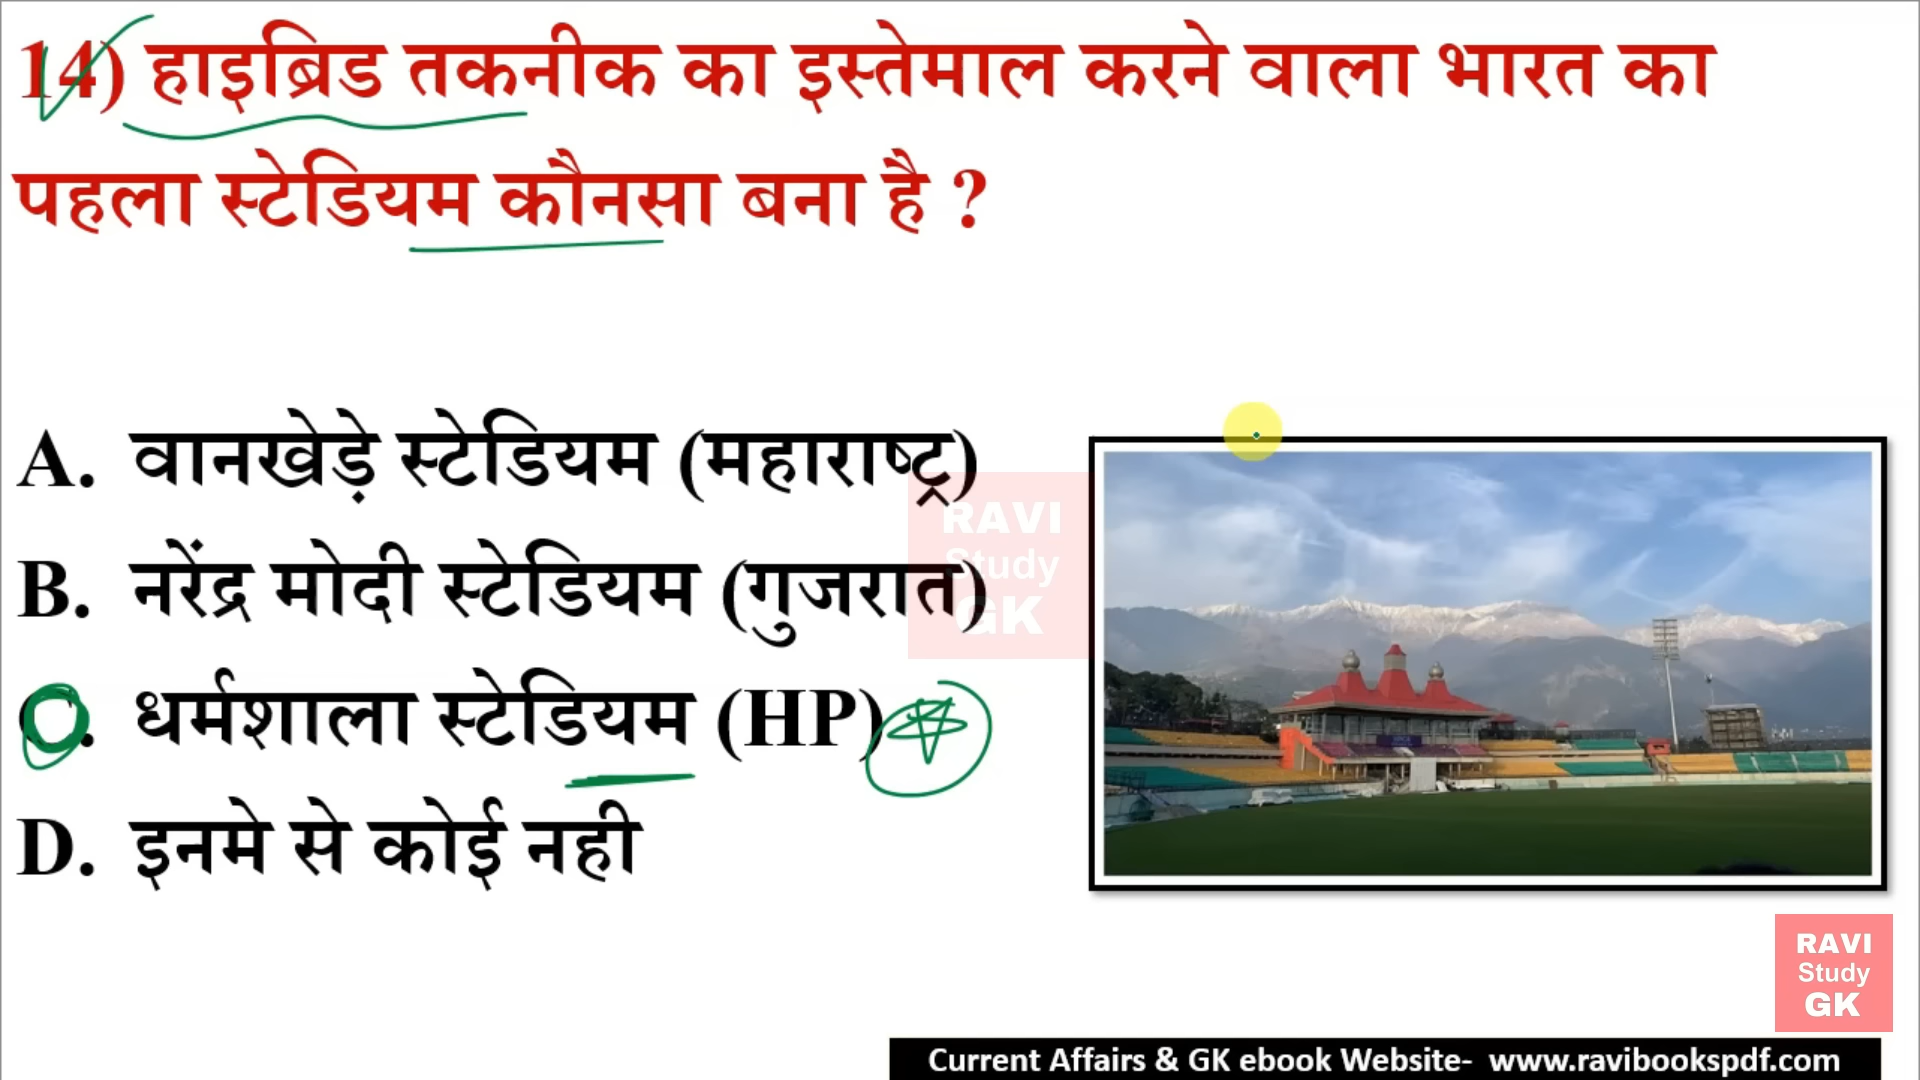 14) हाइब्रिड तकनीक का इस्तेमाल करने वाला भारत का
पहला स्टेडियम कौनसा बना है ?
A. वानखेड़े स्टेडियम (महाराष्ट्र)
B. नरेंद्र मोदी स्टेडियम (गुजरात)
C. धर्मशाला स्टेडियम (HP)
D. इनमे से कोई नही
RAVI
Study
GK
RAVI
Study
GK
Current Affairs & GK ebook Website- www.ravibookspdf.com